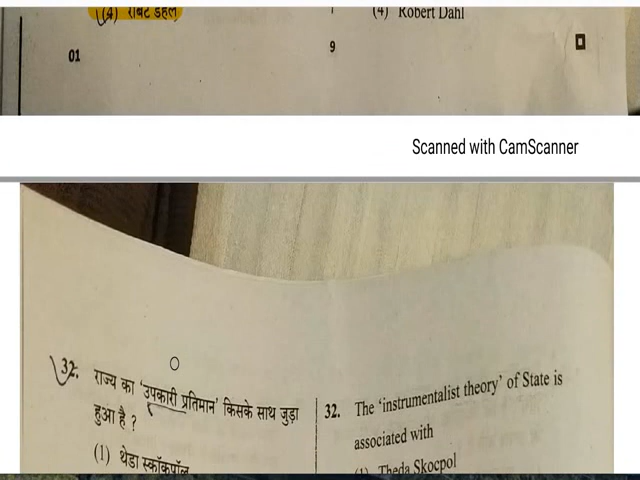 (4) रॉबर्ट डहल
(4) Robert Dahl
01
9
Scanned with CamScanner
32. राज्य का 'उपकारी प्रतिमान' किसके साथ जुड़ा
हुआ है ?
(1) थेडा स्कॉकपॉल
32. The 'instrumentalist theory' of State is
associated with
(1) Theda Skocpol